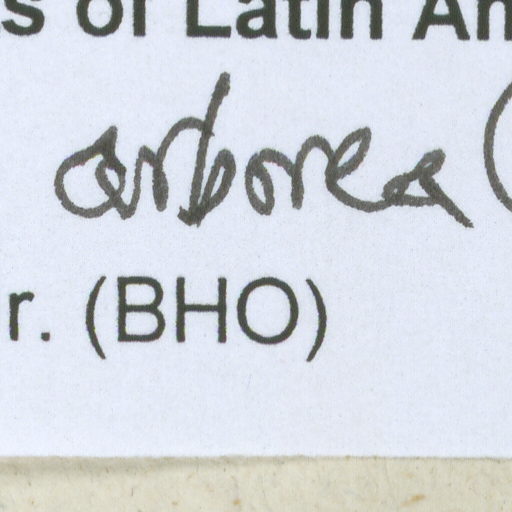 s of Latin Am
arborea (
r. (BHO)